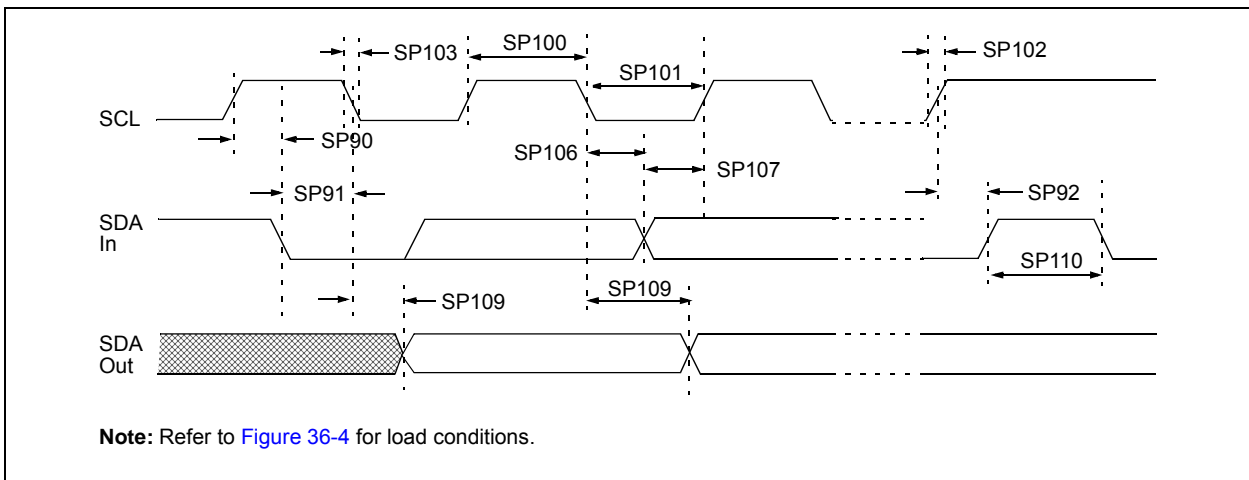 SP103
SP100
SP101
SP102
SCL
SP90
SP106
SP107
SP91
SP92
SDA
In
SP110
SP109
SP109
SDA
Out
Note: Refer to Figure 36-4 for load conditions.